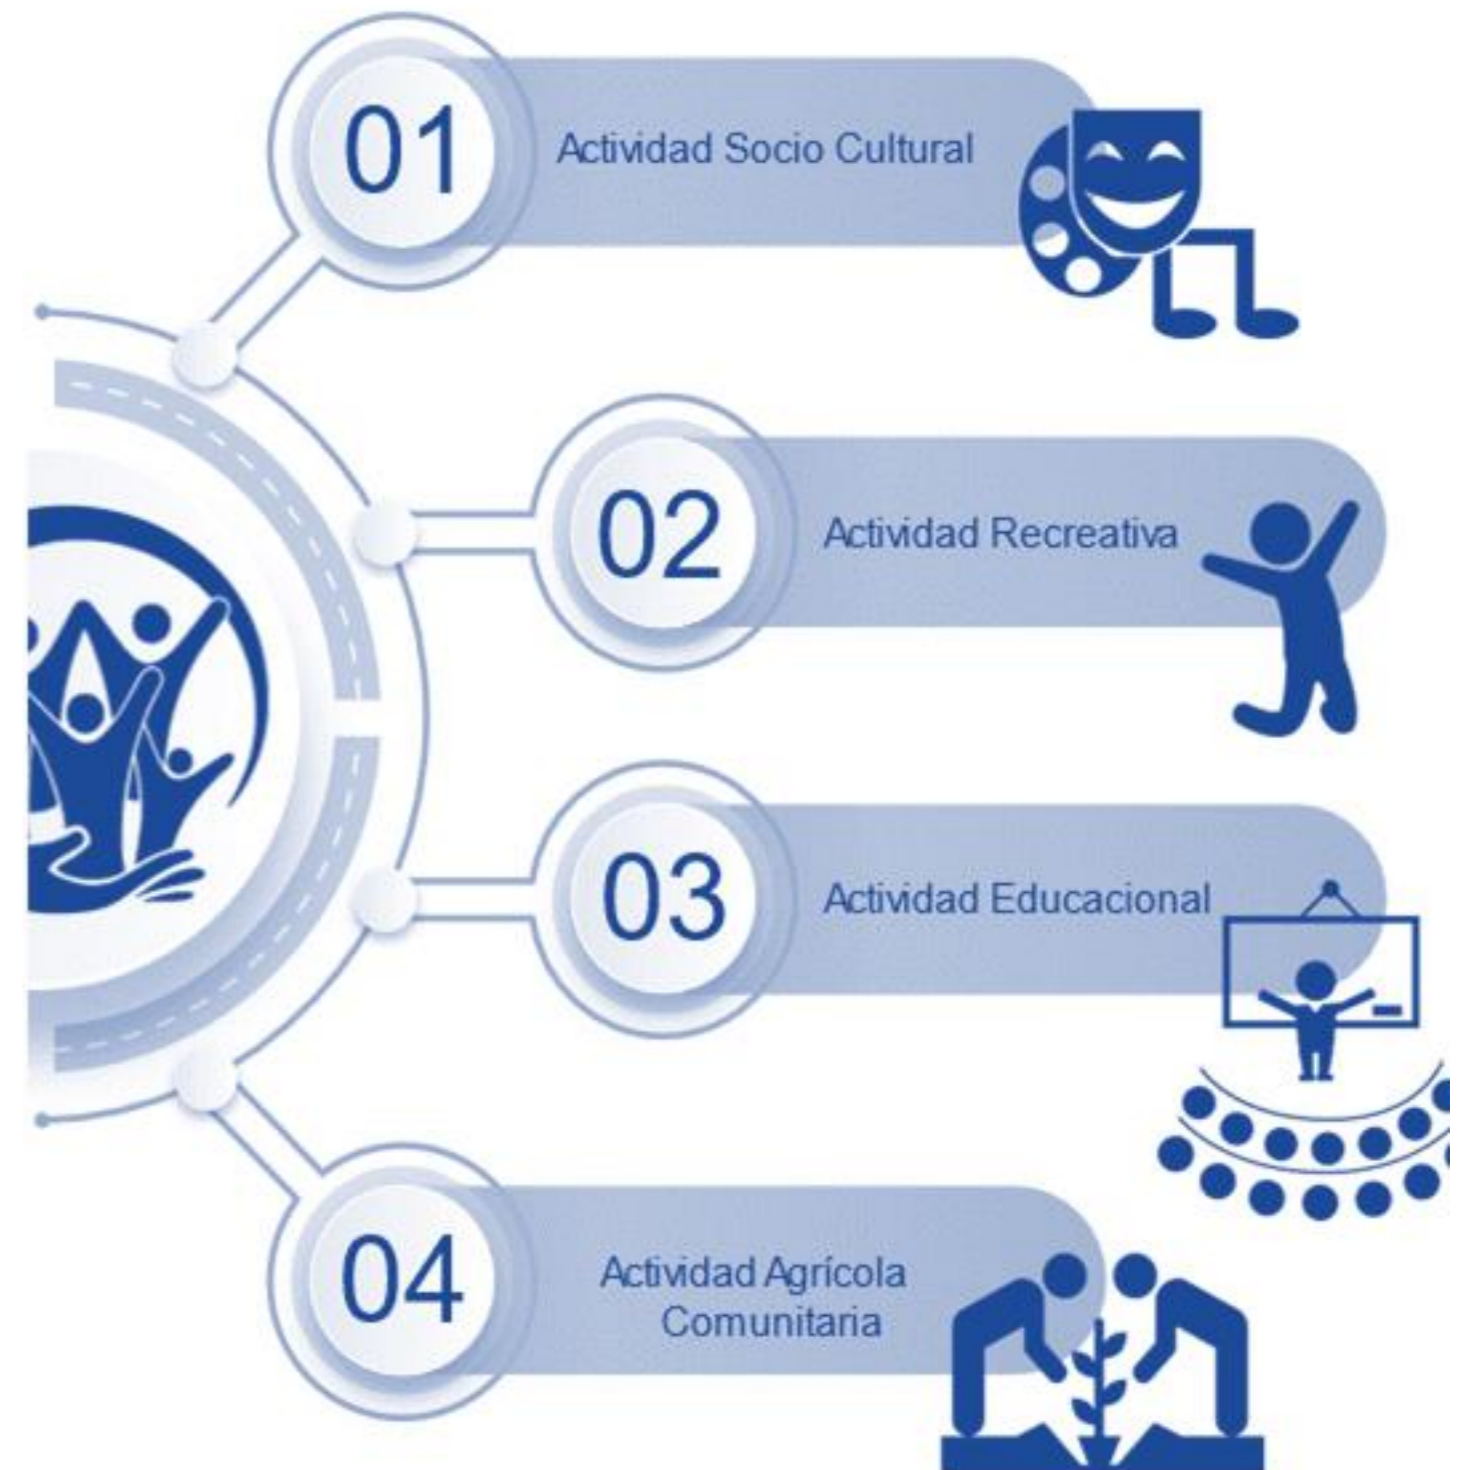 01
Actividad Socio Cultural
02
Actividad Recreativa
03
Actividad Educacional
04
Actividad Agrícola
Comunitaria